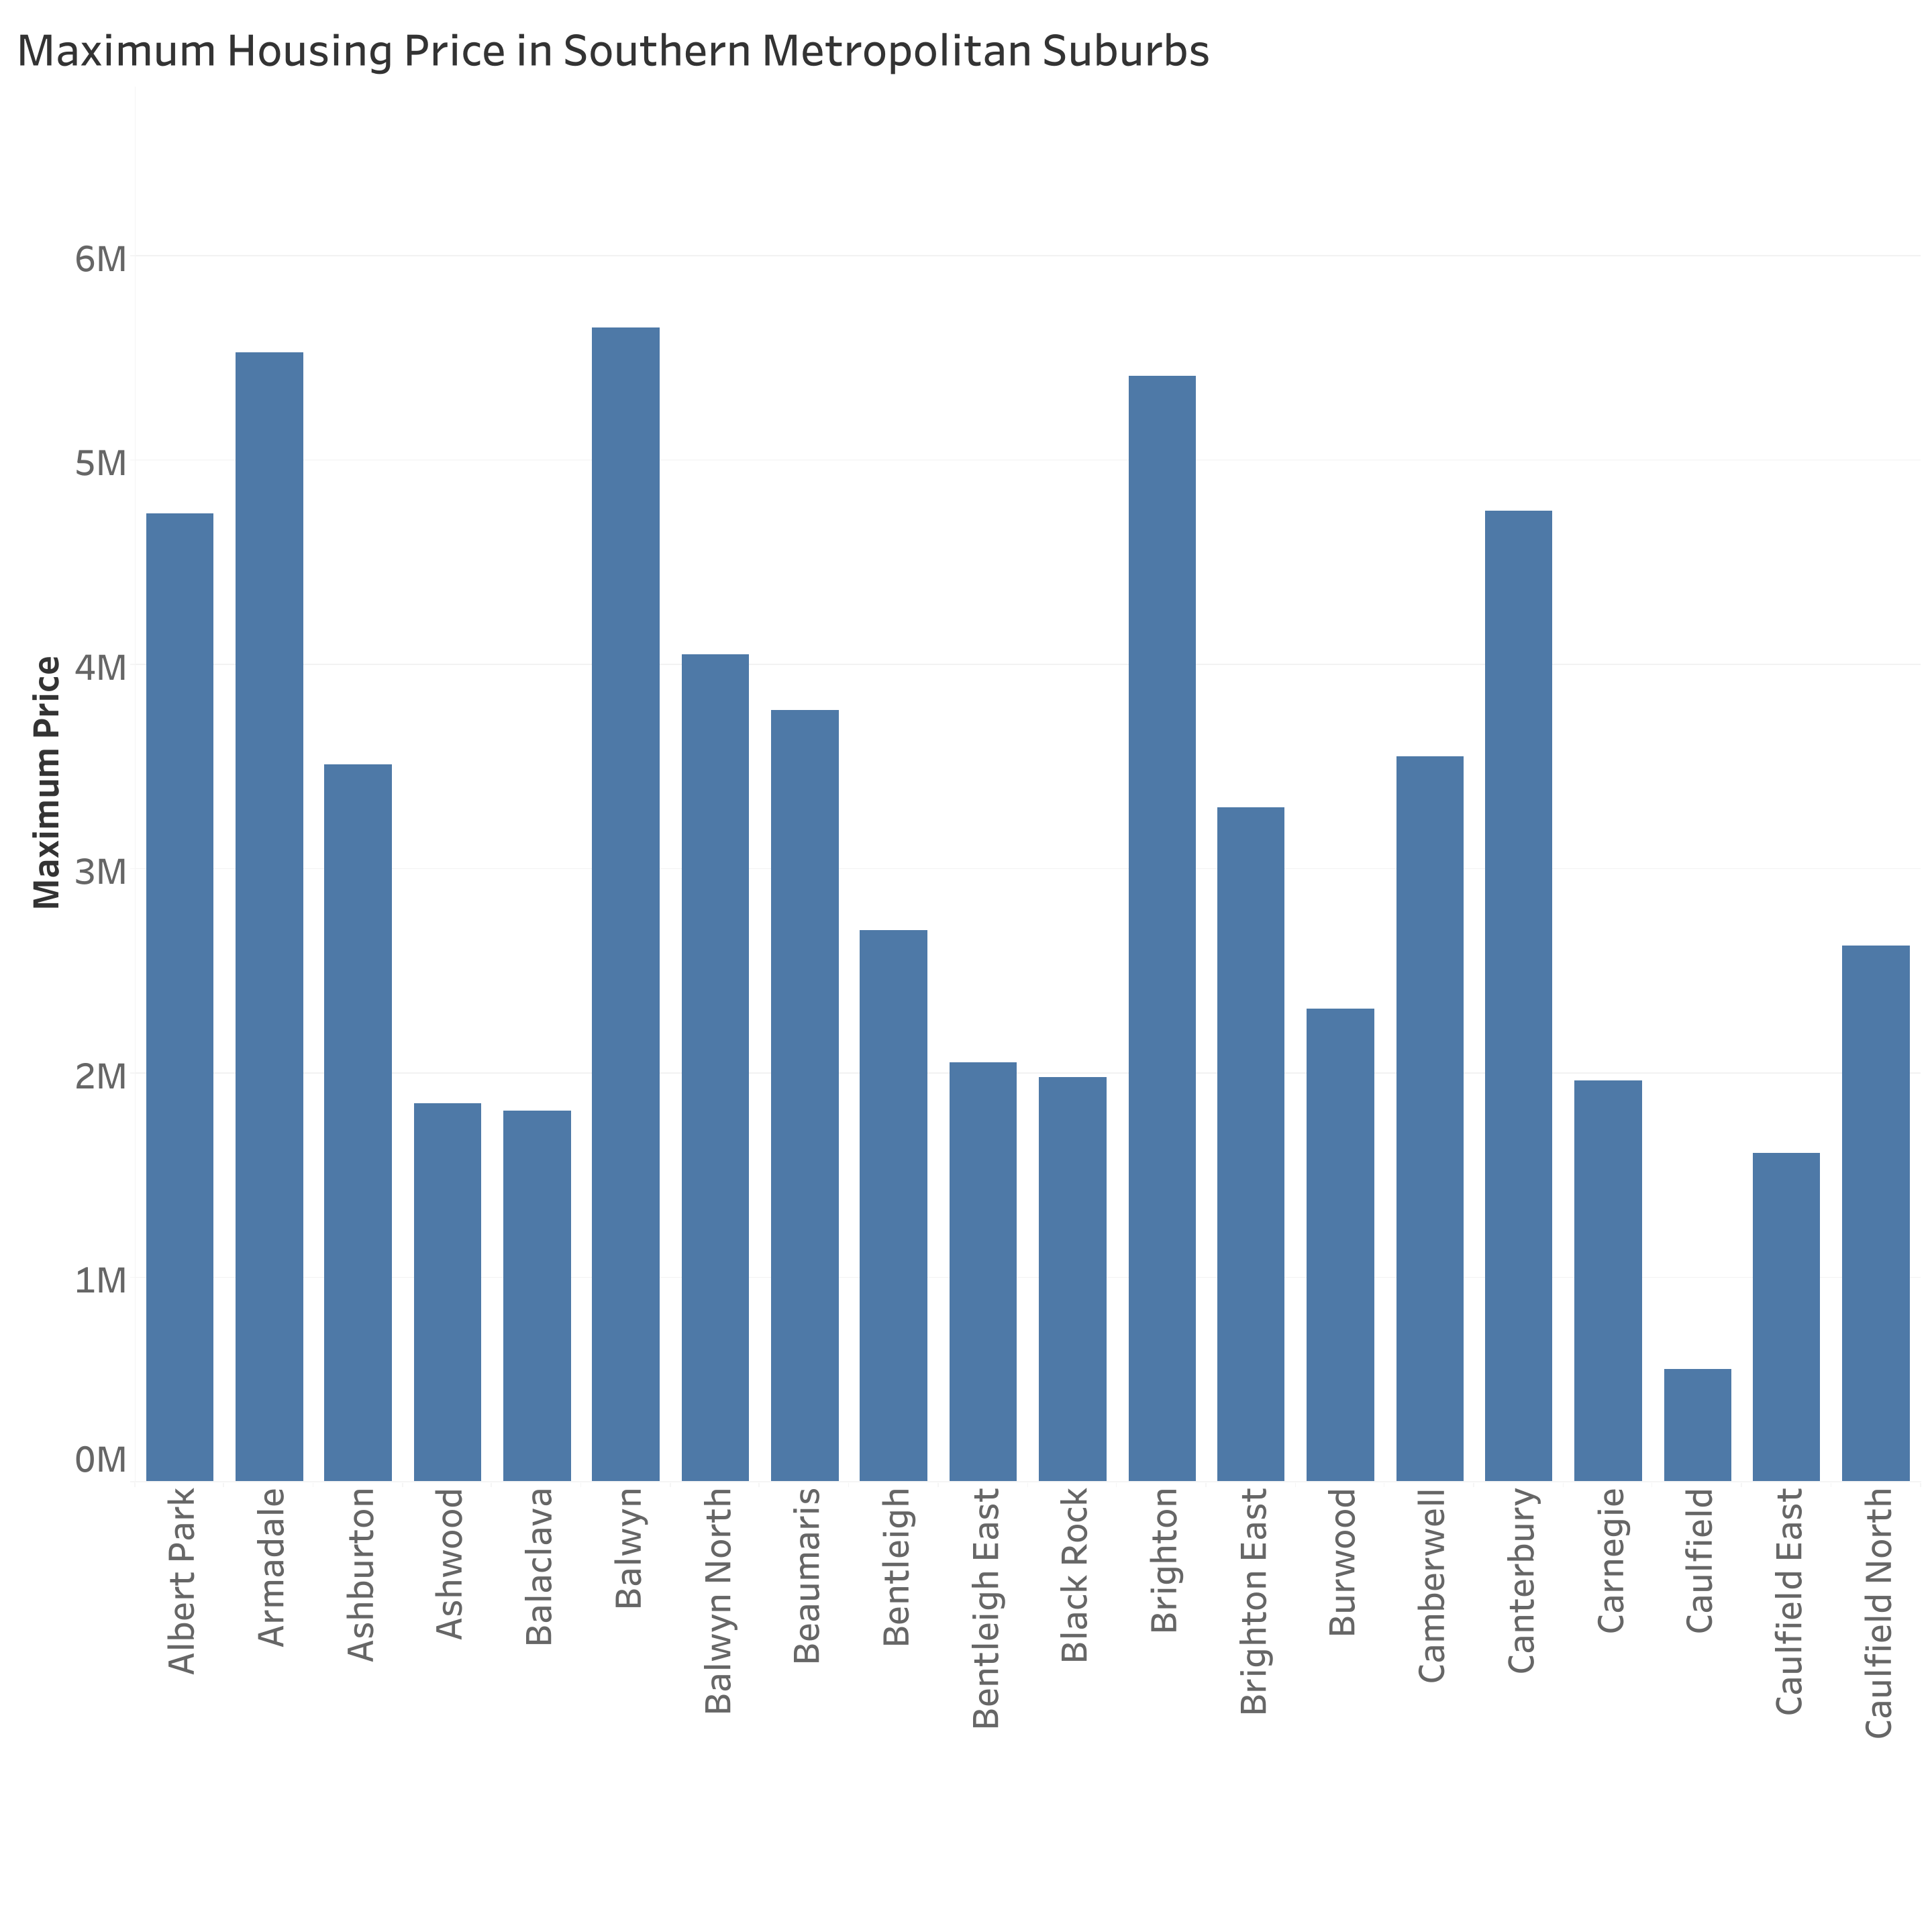 Maximum Housing Price in Southern Metropolitan Suburbs
6M
5M
4M
3M
2M
1M
0M
Maximum Price
Albert Park
Armadale
Ashburton
Ashwood
Balaclava
Balwyn
Balwyn North
Beaumaris
Bentleigh
Bentleigh East
Black Rock
Brighton
Brighton East
Burwood
Camberwell
Canterbury
Carnegie
Caulfield
Caulfield East
Caulfield North